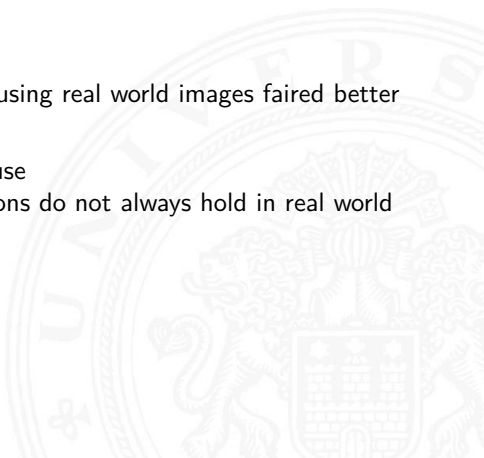 using real world images faired better
use
ons do not always hold in real world
U N I V E R S